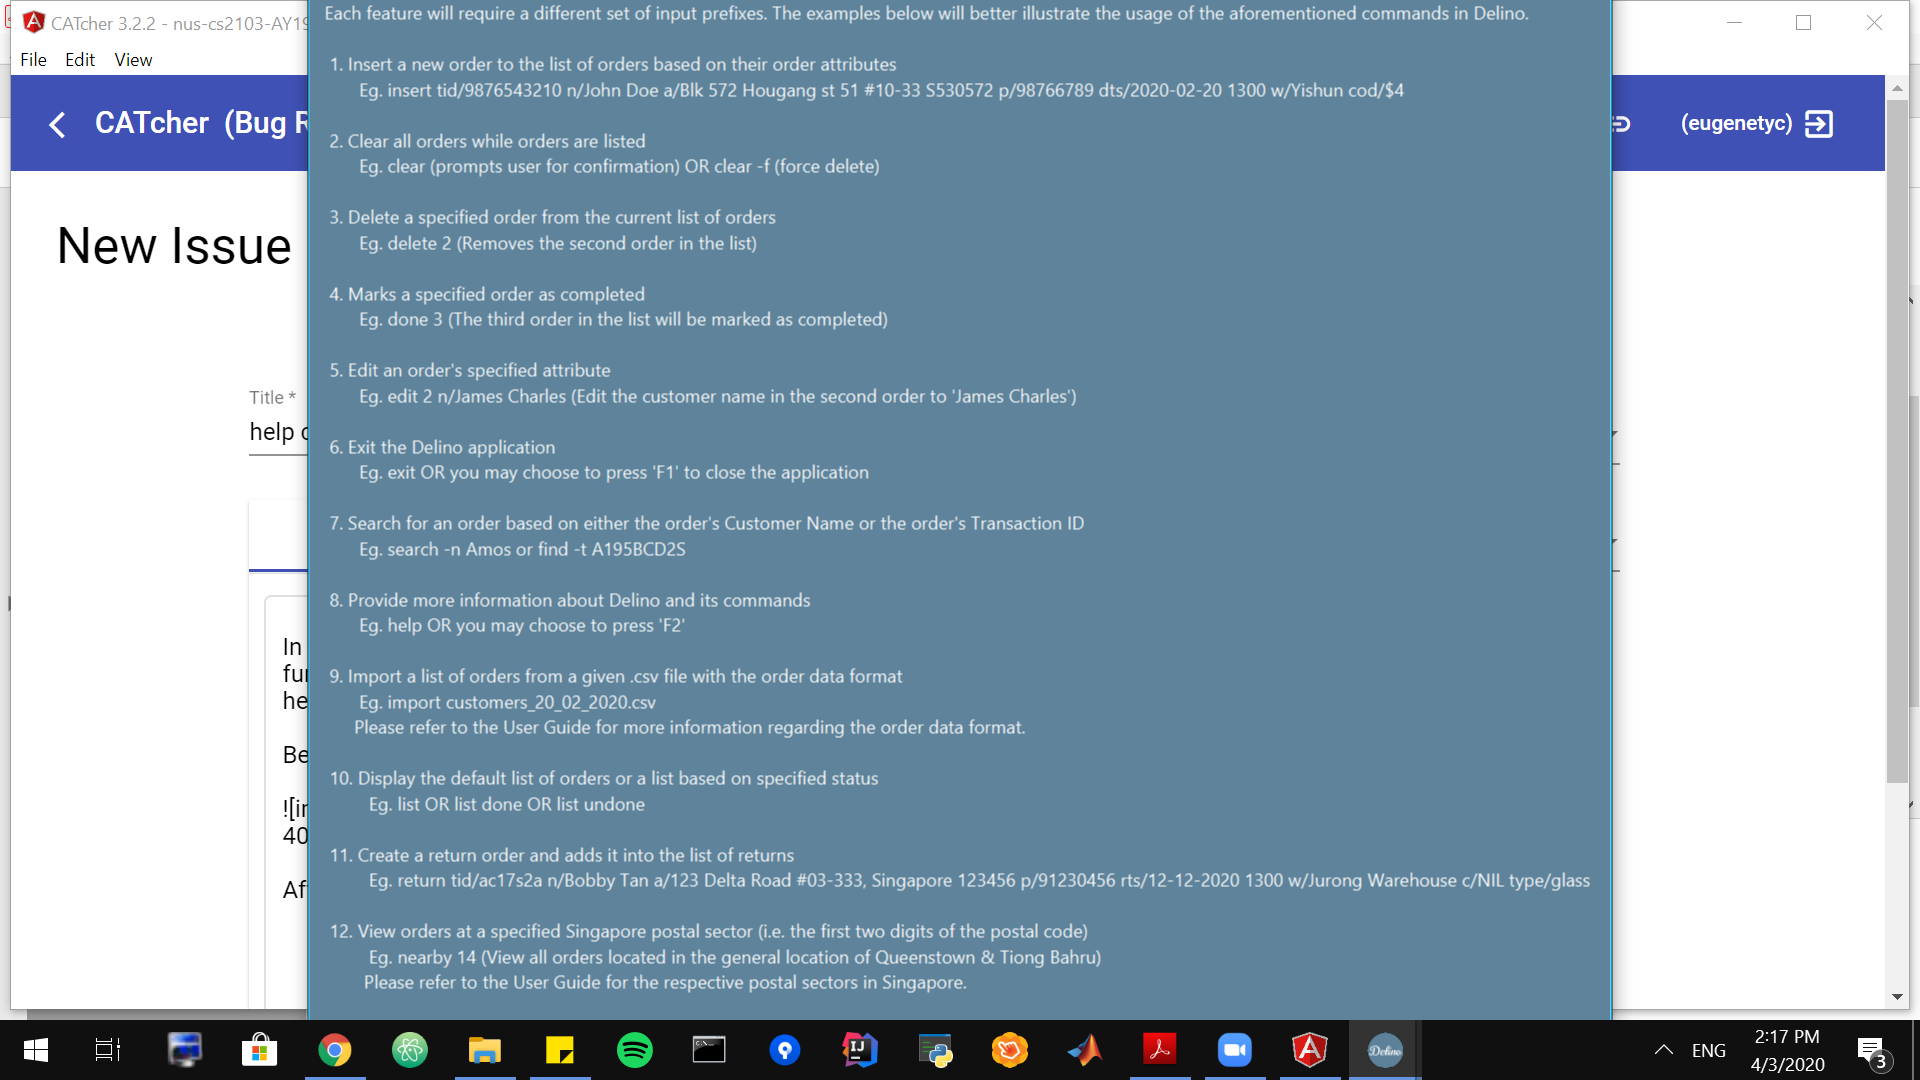 CATcher 3.2.2 - nus-cs2103-AY19
File Edit View
CATcher (Bug R
(eugenetyc)
New Issue
Title *
help c
In
fur
he
Be
![in
40
Af
Each feature will require a different set of input prefixes. The examples below will better illustrate the usage of the aforementioned commands in Delino.
1. Insert a new order to the list of orders based on their order attributes
Eg. insert tid/9876543210 n/John Doe a/Blk 572 Hougang st 51 #10-33 S530572 p/98766789 dts/2020-02-20 1300 w/Yishun cod/$4
2. Clear all orders while orders are listed
Eg. clear (prompts user for confirmation) OR clear -f (force delete)
3. Delete a specified order from the current list of orders
Eg. delete 2 (Removes the second order in the list)
4. Marks a specified order as completed
Eg. done 3 (The third order in the list will be marked as completed)
5. Edit an order's specified attribute
Eg. edit 2 n/James Charles (Edit the customer name in the second order to 'James Charles')
6. Exit the Delino application
Eg. exit OR you may choose to press 'F1' to close the application
7. Search for an order based on either the order's Customer Name or the order's Transaction ID
Eg. search -n Amos or find -t A195BCD2S
8. Provide more information about Delino and its commands
Eg. help OR you may choose to press 'F2'
9. Import a list of orders from a given .csv file with the order data format
Eg. import customers_20_02_2020.csv
Please refer to the User Guide for more information regarding the order data format.
10. Display the default list of orders or a list based on specified status
Eg. list OR list done OR list undone
11. Create a return order and adds it into the list of returns
Eg. return tid/ac17s2a n/Bobby Tan a/123 Delta Road #03-333, Singapore 123456 p/91230456 rts/12-12-2020 1300 w/Jurong Warehouse c/NIL type/glass
12. View orders at a specified Singapore postal sector (i.e. the first two digits of the postal code)
Eg. nearby 14 (View all orders located in the general location of Queenstown & Tiong Bahru)
Please refer to the User Guide for the respective postal sectors in Singapore.
Delino
ENG
2:17 PM
4/3/2020
3